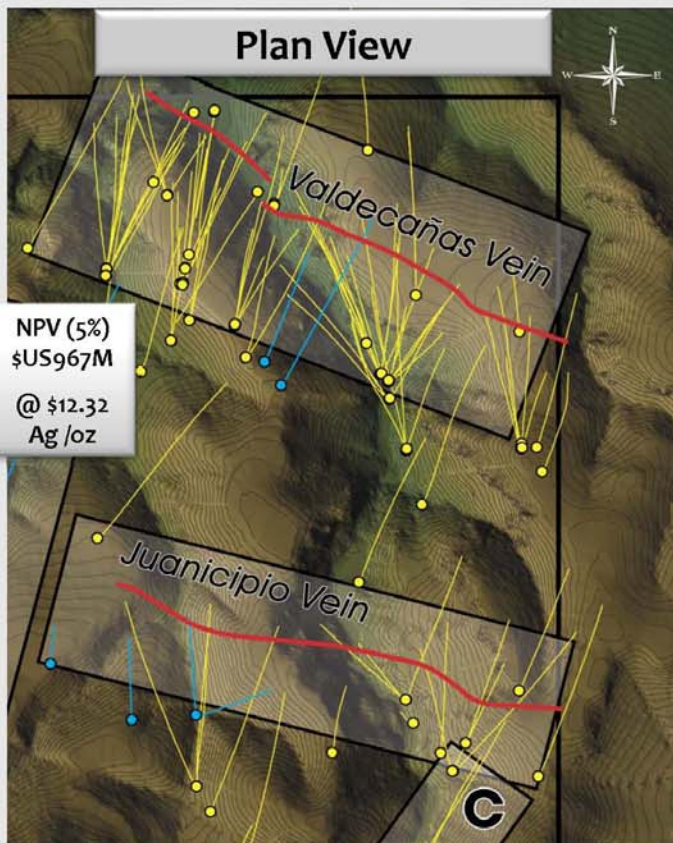 Plan View
N
W E
S
Valdecañas Vein
NPV (5%)
$US967M
@ $12.32
Ag /oz
Juanicipio Vein
C